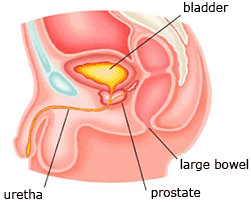 bladder
large bowel
uretha
prostate